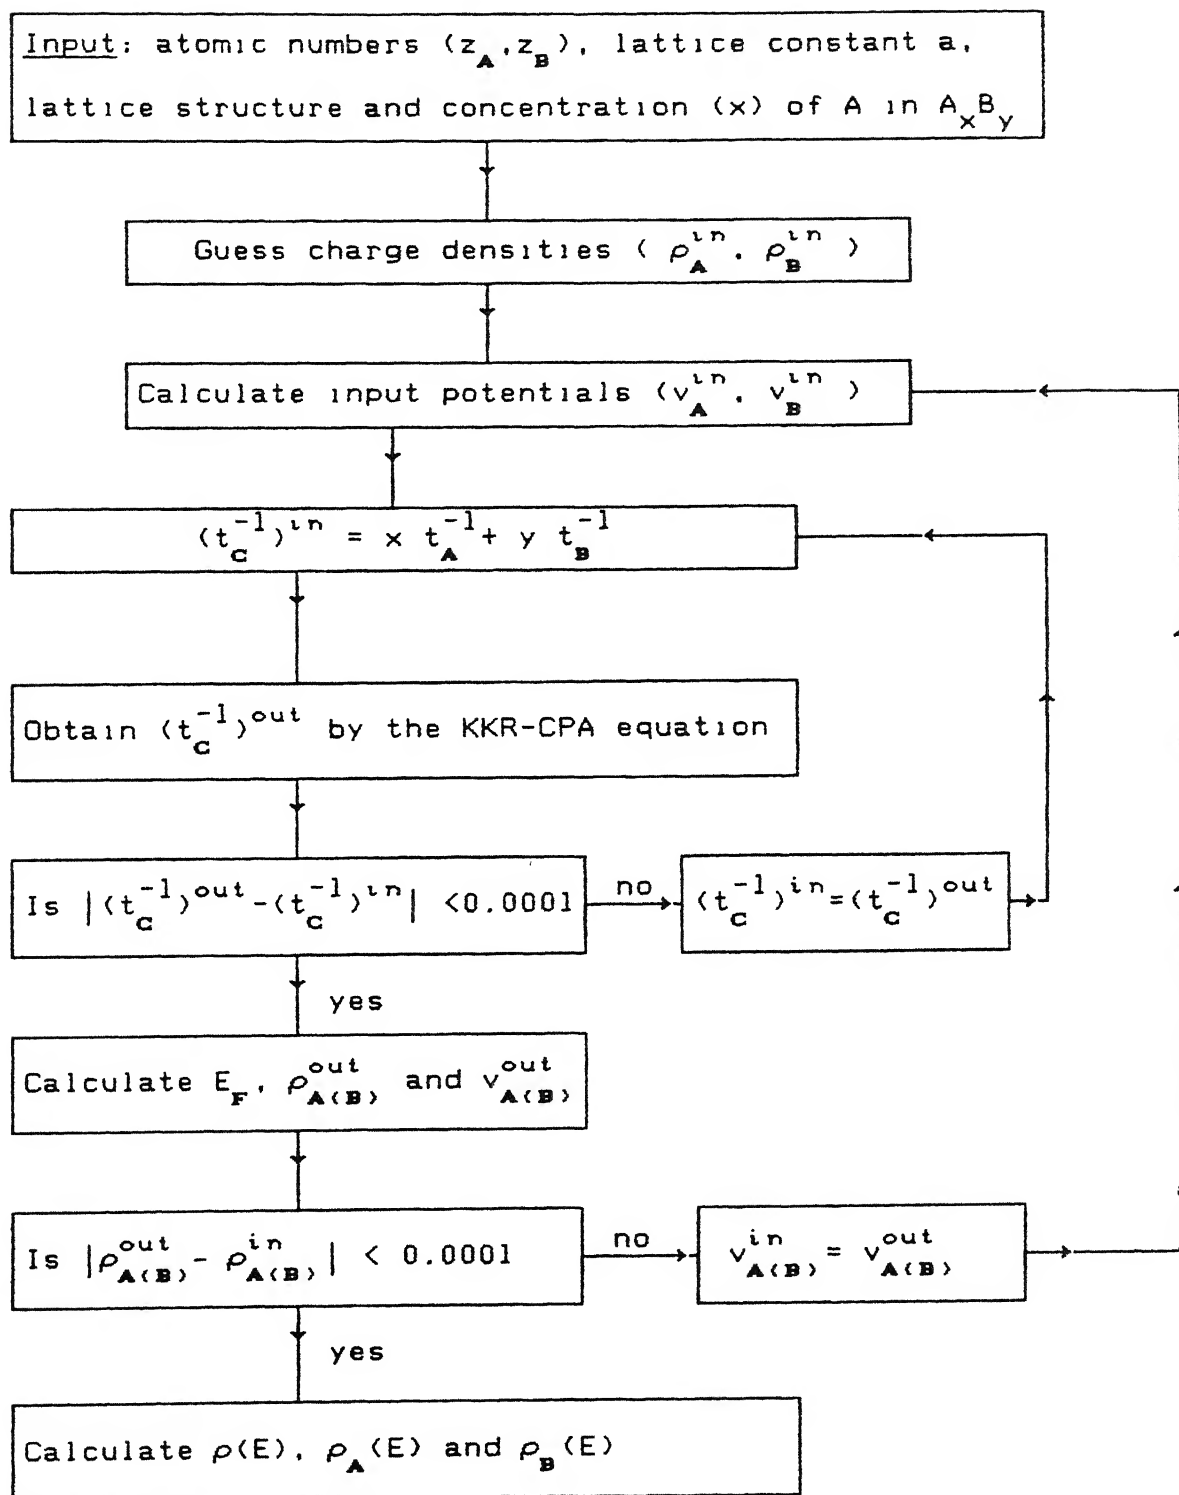 Input: atomic numbers (z_A, z_B), lattice constant a,
lattice structure and concentration (x) of A in A_xB_y
Guess charge densities ( ρ_A^in, ρ_B^in )
Calculate input potentials (v_A^in, v_B^in )
(t_C^-1)^in = x t_A^-1 + y t_B^-1
Obtain (t_C^-1)^out by the KKR-CPA equation
Is |(t_C^-1)^out - (t_C^-1)^in| <0.0001
no
(t_C^-1)^in = (t_C^-1)^out
yes
Calculate E_F, ρ_A(B)^out and v_A(B)^out
Is |ρ_A(B)^out - ρ_A(B)^in| < 0.0001
no
v_A(B)^in = v_A(B)^out
yes
Calculate ρ(E), ρ_A(E) and ρ_B(E)